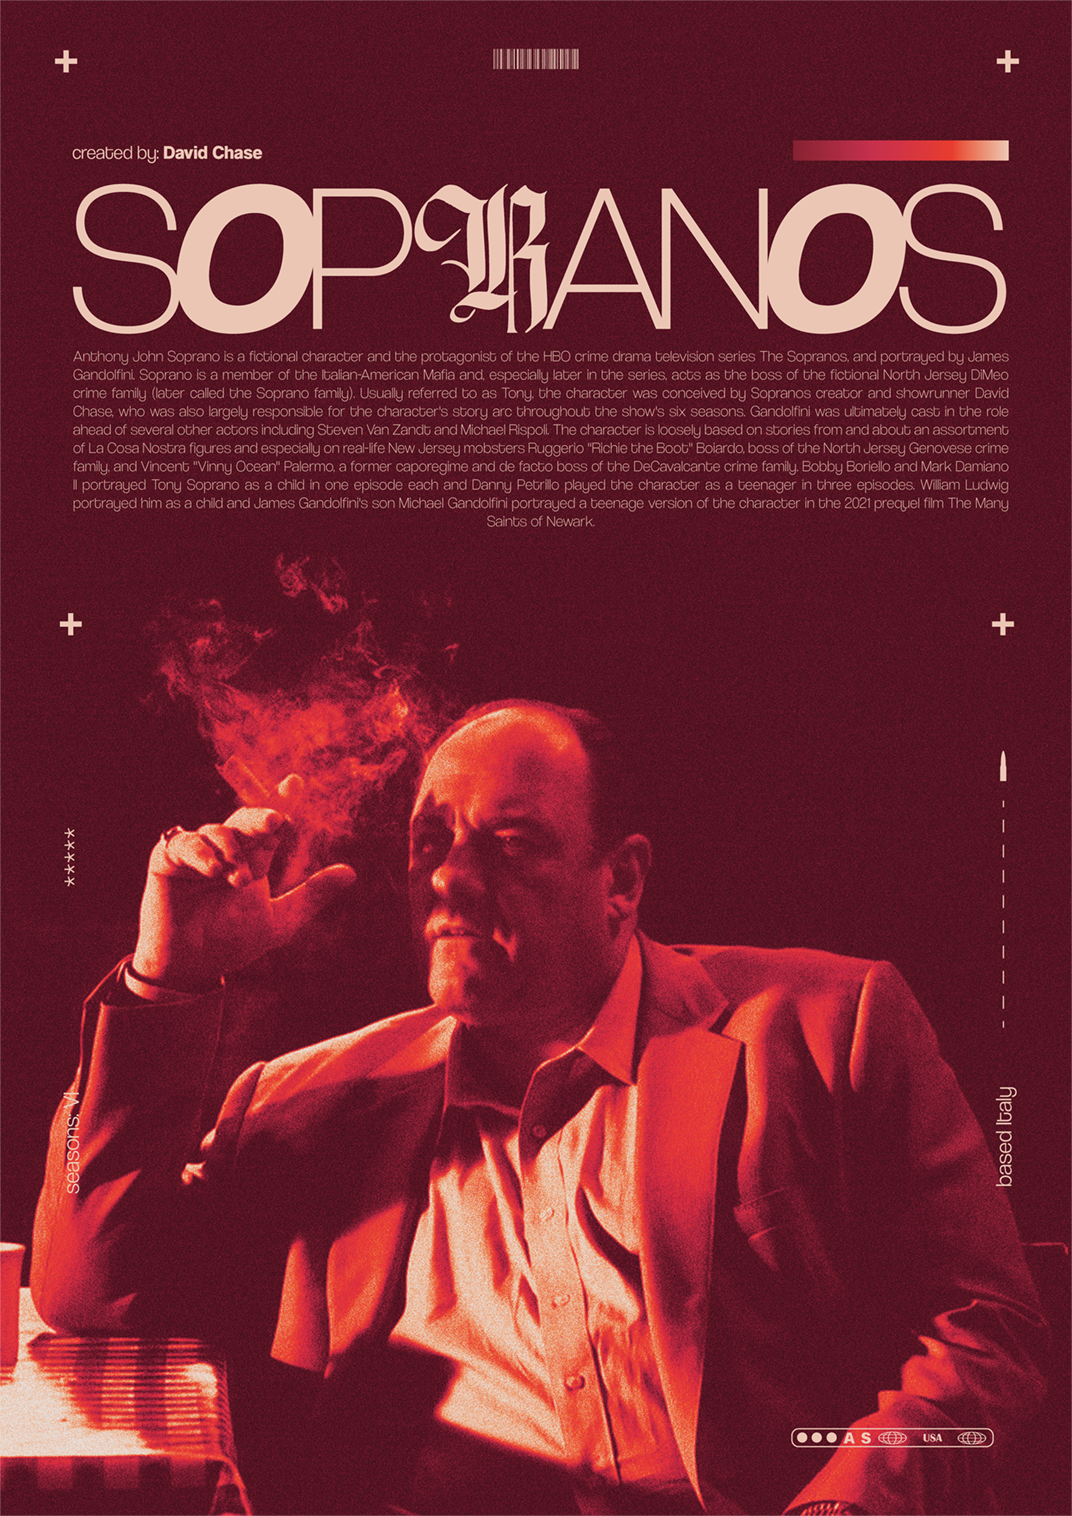 created by: David Chase
SOPRANOS
Anthony John Soprano is a fictional character and the protagonist of the HBO crime drama television series The Sopranos, and portrayed by James
Gandolfini. Soprano is a member of the Italian-American Mafia and, especially later in the series, acts as the boss of the fictional North Jersey DiMeo
crime family (later called the Soprano family). Usually referred to as Tony, the character was conceived by Sopranos creator and showrunner David
Chase, who was also largely responsible for the character's story arc throughout the show's six seasons. Gandolfini was ultimately cast in the role
ahead of several other actors including Steven Van Zandt and Michael Rispoli. The character is loosely based on stories from and about an assortment
of La Cosa Nostra figures and especially on real-life New Jersey mobsters Ruggerio "Richie the Boot" Boiardo, boss of the North Jersey Genovese crime
family, and Vincent "Vinny Ocean" Palermo, a former caporegime and de facto boss of the DeCavalcante crime family. Bobby Boriello and Mark Damiano
II portrayed Tony Soprano as a child in one episode each and Danny Petrillo played the character as a teenager in three episodes. William Ludwig
portrayed him as a child and James Gandolfini's son Michael Gandolfini portrayed a teenage version of the character in the 2021 prequel film The Many
Saints of Newark.
*****
seasons: VI
based Italy
A S USA